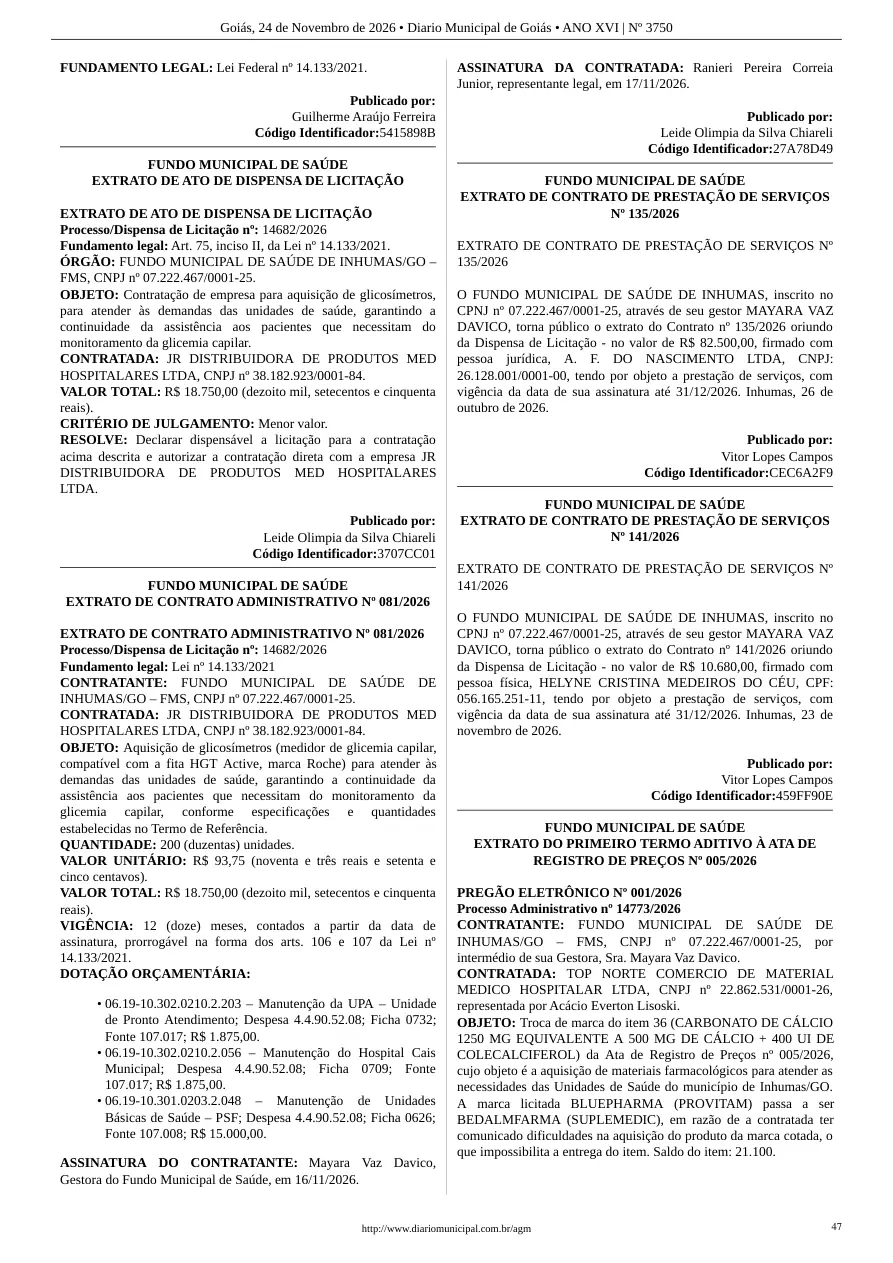 Goiás, 24 de Novembro de 2026 • Diario Municipal de Goiás • ANO XVI | Nº 3750
FUNDAMENTO LEGAL: Lei Federal nº 14.133/2021.
Publicado por:
Guilherme Araújo Ferreira
Código Identificador:5415898B
FUNDO MUNICIPAL DE SAÚDE
EXTRATO DE ATO DE DISPENSA DE LICITAÇÃO
EXTRATO DE ATO DE DISPENSA DE LICITAÇÃO
Processo/Dispensa de Licitação nº: 14682/2026
Fundamento legal: Art. 75, inciso II, da Lei nº 14.133/2021.
ÓRGÃO: FUNDO MUNICIPAL DE SAÚDE DE INHUMAS/GO –
FMS, CNPJ nº 07.222.467/0001-25.
OBJETO: Contratação de empresa para aquisição de glicosímetros,
para atender às demandas das unidades de saúde, garantindo a
continuidade da assistência aos pacientes que necessitam do
monitoramento da glicemia capilar.
CONTRATADA: JR DISTRIBUIDORA DE PRODUTOS MED
HOSPITALARES LTDA, CNPJ nº 38.182.923/0001-84.
VALOR TOTAL: R$ 18.750,00 (dezoito mil, setecentos e cinquenta
reais).
CRITÉRIO DE JULGAMENTO: Menor valor.
RESOLVE: Declarar dispensável a licitação para a contratação
acima descrita e autorizar a contratação direta com a empresa JR
DISTRIBUIDORA DE PRODUTOS MED HOSPITALARES
LTDA.
Publicado por:
Leide Olimpia da Silva Chiareli
Código Identificador:3707CC01
FUNDO MUNICIPAL DE SAÚDE
EXTRATO DE CONTRATO ADMINISTRATIVO Nº 081/2026
EXTRATO DE CONTRATO ADMINISTRATIVO Nº 081/2026
Processo/Dispensa de Licitação nº: 14682/2026
Fundamento legal: Lei nº 14.133/2021
CONTRATANTE: FUNDO MUNICIPAL DE SAÚDE DE
INHUMAS/GO – FMS, CNPJ nº 07.222.467/0001-25.
CONTRATADA: JR DISTRIBUIDORA DE PRODUTOS MED
HOSPITALARES LTDA, CNPJ nº 38.182.923/0001-84.
OBJETO: Aquisição de glicosímetros (medidor de glicemia capilar,
compatível com a fita HGT Active, marca Roche) para atender às
demandas das unidades de saúde, garantindo a continuidade da
assistência aos pacientes que necessitam do monitoramento da
glicemia capilar, conforme especificações e quantidades
estabelecidas no Termo de Referência.
QUANTIDADE: 200 (duzentas) unidades.
VALOR UNITÁRIO: R$ 93,75 (noventa e três reais e setenta e
cinco centavos).
VALOR TOTAL: R$ 18.750,00 (dezoito mil, setecentos e cinquenta
reais).
VIGÊNCIA: 12 (doze) meses, contados a partir da data de
assinatura, prorrogável na forma dos arts. 106 e 107 da Lei nº
14.133/2021.
DOTAÇÃO ORÇAMENTÁRIA:
• 06.19-10.302.0210.2.203 – Manutenção da UPA – Unidade
de Pronto Atendimento; Despesa 4.4.90.52.08; Ficha 0732;
Fonte 107.017; R$ 1.875,00.
• 06.19-10.302.0210.2.056 – Manutenção do Hospital Cais
Municipal; Despesa 4.4.90.52.08; Ficha 0709; Fonte
107.017; R$ 1.875,00.
• 06.19-10.301.0203.2.048 – Manutenção de Unidades
Básicas de Saúde – PSF; Despesa 4.4.90.52.08; Ficha 0626;
Fonte 107.008; R$ 15.000,00.
ASSINATURA DO CONTRATANTE: Mayara Vaz Davico,
Gestora do Fundo Municipal de Saúde, em 16/11/2026.
ASSINATURA DA CONTRATADA: Ranieri Pereira Correia
Junior, representante legal, em 17/11/2026.
Publicado por:
Leide Olimpia da Silva Chiareli
Código Identificador:27A78D49
FUNDO MUNICIPAL DE SAÚDE
EXTRATO DE CONTRATO DE PRESTAÇÃO DE SERVIÇOS
Nº 135/2026
EXTRATO DE CONTRATO DE PRESTAÇÃO DE SERVIÇOS Nº
135/2026
O FUNDO MUNICIPAL DE SAÚDE DE INHUMAS, inscrito no
CPNJ nº 07.222.467/0001-25, através de seu gestor MAYARA VAZ
DAVICO, torna público o extrato do Contrato nº 135/2026 oriundo
da Dispensa de Licitação - no valor de R$ 82.500,00, firmado com
pessoa jurídica, A. F. DO NASCIMENTO LTDA, CNPJ:
26.128.001/0001-00, tendo por objeto a prestação de serviços, com
vigência da data de sua assinatura até 31/12/2026. Inhumas, 26 de
outubro de 2026.
Publicado por:
Vitor Lopes Campos
Código Identificador:CEC6A2F9
FUNDO MUNICIPAL DE SAÚDE
EXTRATO DE CONTRATO DE PRESTAÇÃO DE SERVIÇOS
Nº 141/2026
EXTRATO DE CONTRATO DE PRESTAÇÃO DE SERVIÇOS Nº
141/2026
O FUNDO MUNICIPAL DE SAÚDE DE INHUMAS, inscrito no
CPNJ nº 07.222.467/0001-25, através de seu gestor MAYARA VAZ
DAVICO, torna público o extrato do Contrato nº 141/2026 oriundo
da Dispensa de Licitação - no valor de R$ 10.680,00, firmado com
pessoa física, HELYNE CRISTINA MEDEIROS DO CÉU, CPF:
056.165.251-11, tendo por objeto a prestação de serviços, com
vigência da data de sua assinatura até 31/12/2026. Inhumas, 23 de
novembro de 2026.
Publicado por:
Vitor Lopes Campos
Código Identificador:459FF90E
FUNDO MUNICIPAL DE SAÚDE
EXTRATO DO PRIMEIRO TERMO ADITIVO À ATA DE
REGISTRO DE PREÇOS Nº 005/2026
PREGÃO ELETRÔNICO Nº 001/2026
Processo Administrativo nº 14773/2026
CONTRATANTE: FUNDO MUNICIPAL DE SAÚDE DE
INHUMAS/GO – FMS, CNPJ nº 07.222.467/0001-25, por
intermédio de sua Gestora, Sra. Mayara Vaz Davico.
CONTRATADA: TOP NORTE COMERCIO DE MATERIAL
MEDICO HOSPITALAR LTDA, CNPJ nº 22.862.531/0001-26,
representada por Acácio Everton Lisoski.
OBJETO: Troca de marca do item 36 (CARBONATO DE CÁLCIO
1250 MG EQUIVALENTE A 500 MG DE CÁLCIO + 400 UI DE
COLECALCIFEROL) da Ata de Registro de Preços nº 005/2026,
cujo objeto é a aquisição de materiais farmacológicos para atender as
necessidades das Unidades de Saúde do município de Inhumas/GO.
A marca licitada BLUEPHARMA (PROVITAM) passa a ser
BEDALMFARMA (SUPLEMEDIC), em razão de a contratada ter
comunicado dificuldades na aquisição do produto da marca cotada, o
que impossibilita a entrega do item. Saldo do item: 21.100.
http://www.diariomunicipal.com.br/agm
47